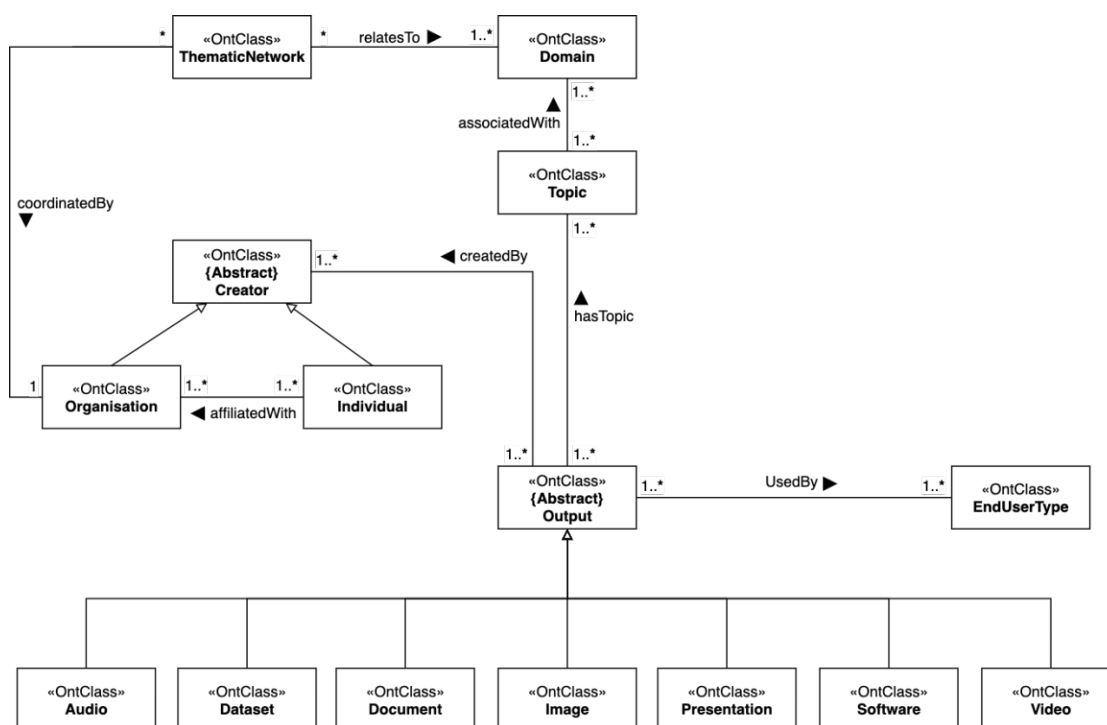 * «OntClass» * relatesTo ▶ 1..* «OntClass»
ThematicNetwork Domain
1..*
associatedWith ▲
1..*
«OntClass»
Topic
1..*
coordinatedBy
▼
«OntClass»
{Abstract}
Creator
1..*
◀ createdBy
▲
hasTopic
1 «OntClass» 1..* 1..* «OntClass»
Organisation ◀ affiliatedWith Individual
1..* 1..*
«OntClass»
{Abstract}
Output
1..* UsedBy ▶ 1..*
«OntClass»
EndUserType
«OntClass» «OntClass» «OntClass» «OntClass» «OntClass» «OntClass» «OntClass»
Audio Dataset Document Image Presentation Software Video